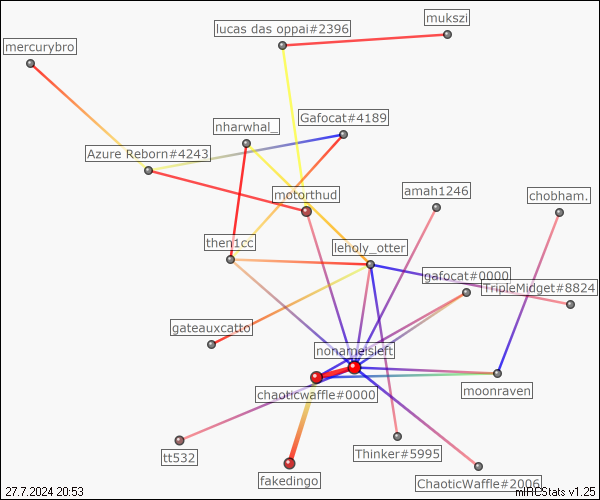 lucas das oppai#2396
mukszi
mercurybro
Gafocat#4189
nharwhal_
Azure Reborn#4243
motorthud
amah1246
chobham.
then1cc
leholy_otter
gafocat#0000
TripleMidget#8824
gateauxcatto
nonameisleft
chaoticwaffle#0000
moonraven
tt532
Thinker#5995
fakedingo
ChaoticWaffle#2006
27.7.2024 20:53
mIRCStats v1.25